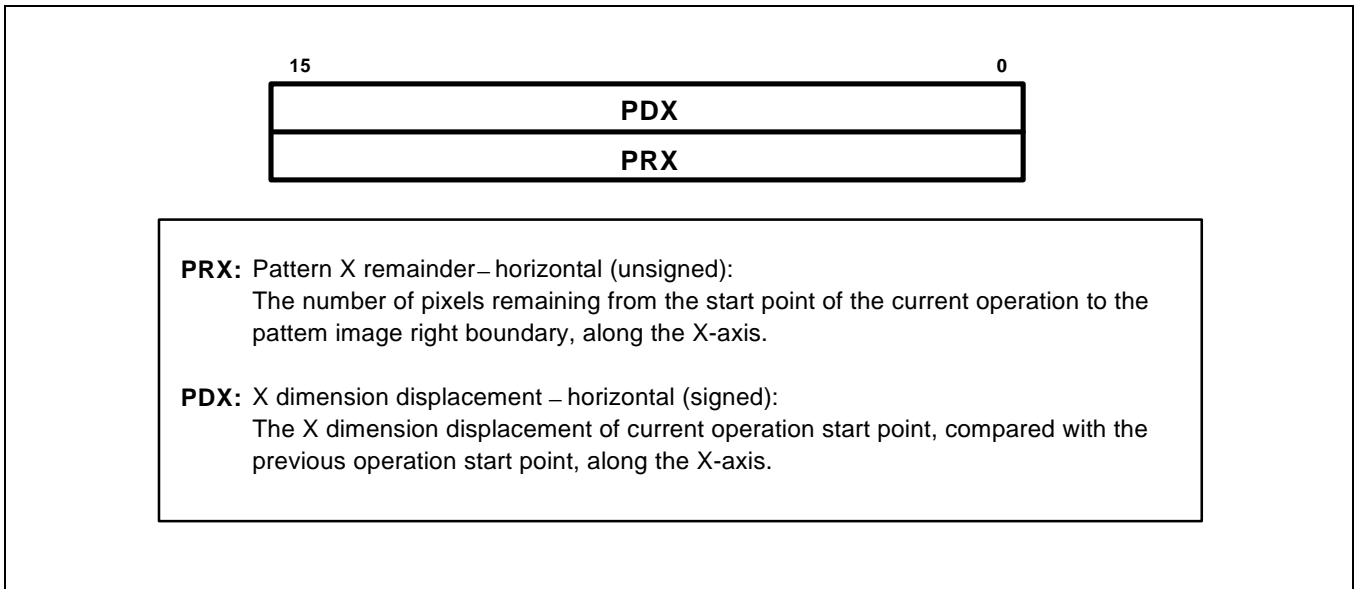 15 0
PDX
PRX
PRX: Pattern X remainder – horizontal (unsigned):
The number of pixels remaining from the start point of the current operation to the
pattem image right boundary, along the X-axis.
PDX: X dimension displacement – horizontal (signed):
The X dimension displacement of current operation start point, compared with the
previous operation start point, along the X-axis.